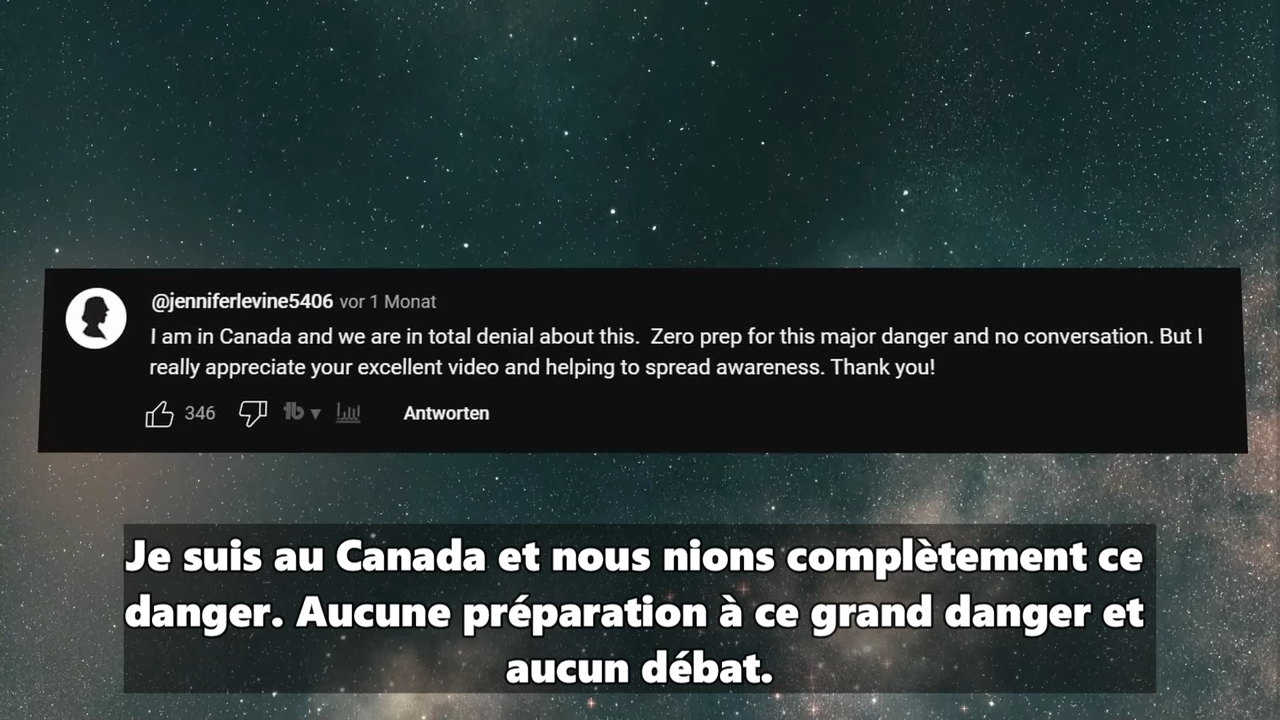 @jenniferlevine5406 vor 1 Monat
I am in Canada and we are in total denial about this.  Zero prep for this major danger and no conversation. But I
really appreciate your excellent video and helping to spread awareness. Thank you!
346 Antworten
Je suis au Canada et nous nions complètement ce
danger. Aucune préparation à ce grand danger et
aucun débat.